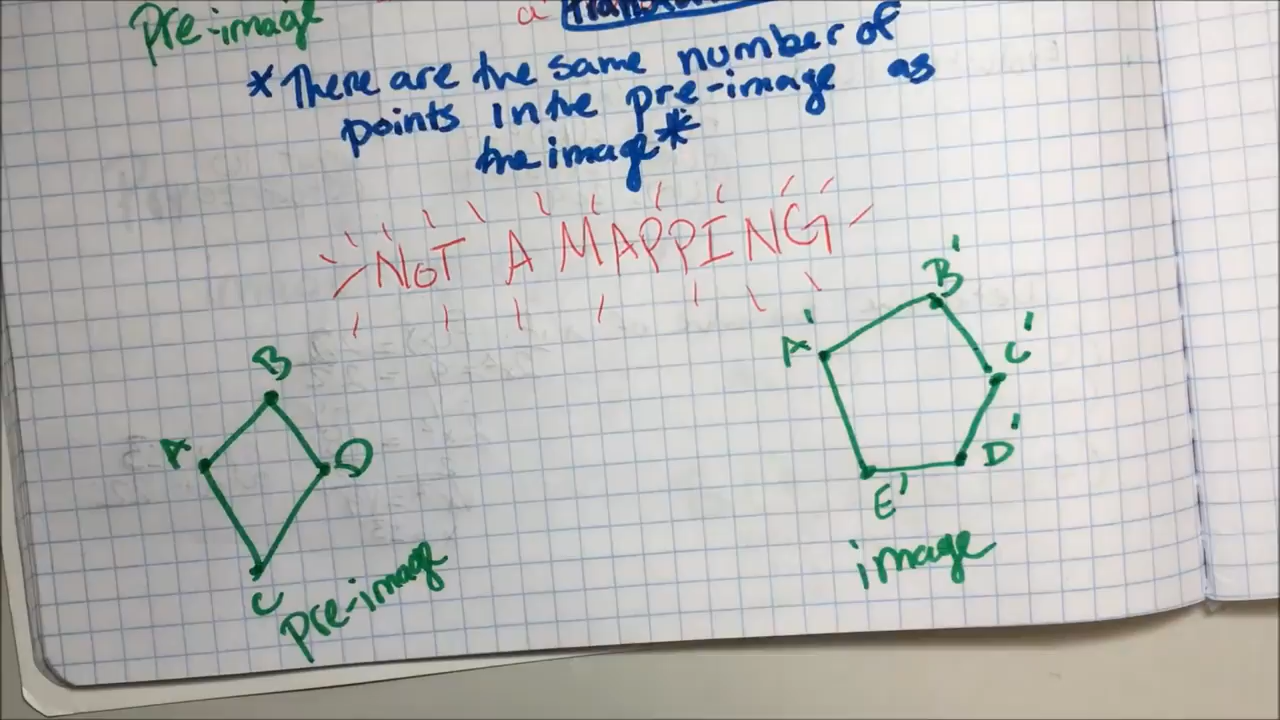 Pre-image
a
* There are the same number of
points in the pre-image as
the image *
NOT A MAPPING
B
A
D
C
Pre-image
B'
A'
C'
D'
E'
image